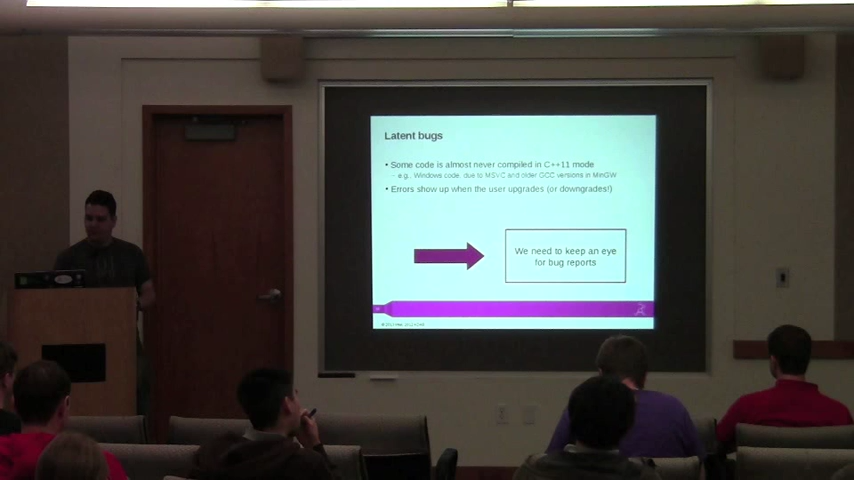 Latent bugs
• Some code is almost never compiled in C++11 mode
– e.g., Windows code, due to MSVC and older GCC versions in MinGW
• Errors show up when the user upgrades (or downgrades!)
We need to keep an eye
for bug reports